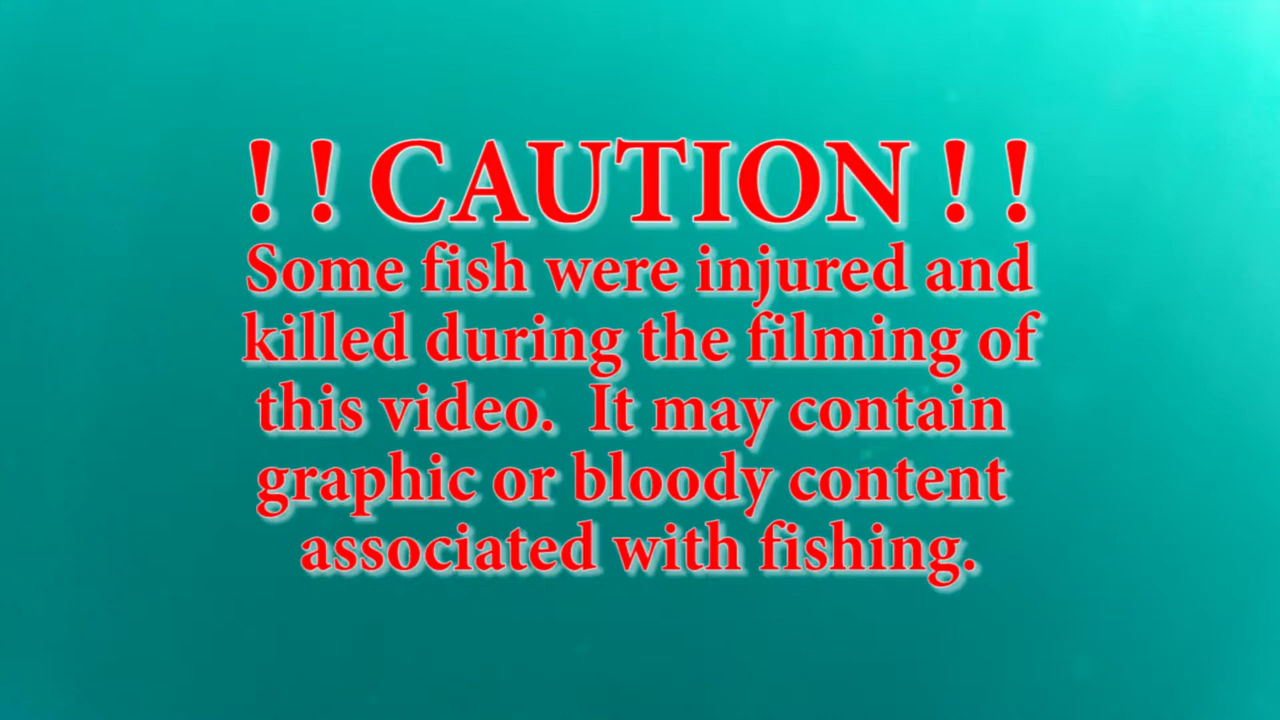 ! ! CAUTION ! !
Some fish were injured and
killed during the filming of
this video.  It may contain
graphic or bloody content
associated with fishing.